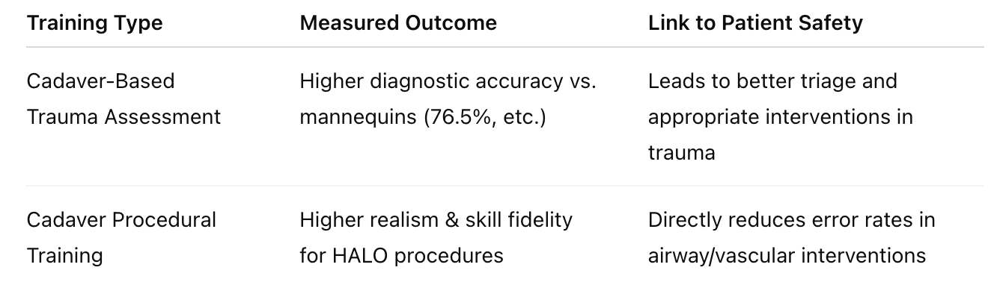 Training Type Measured Outcome Link to Patient Safety
Cadaver-Based Higher diagnostic accuracy vs. Leads to better triage and
Trauma Assessment mannequins (76.5%, etc.) appropriate interventions in
trauma
Cadaver Procedural Higher realism & skill fidelity Directly reduces error rates in
Training for HALO procedures airway/vascular interventions